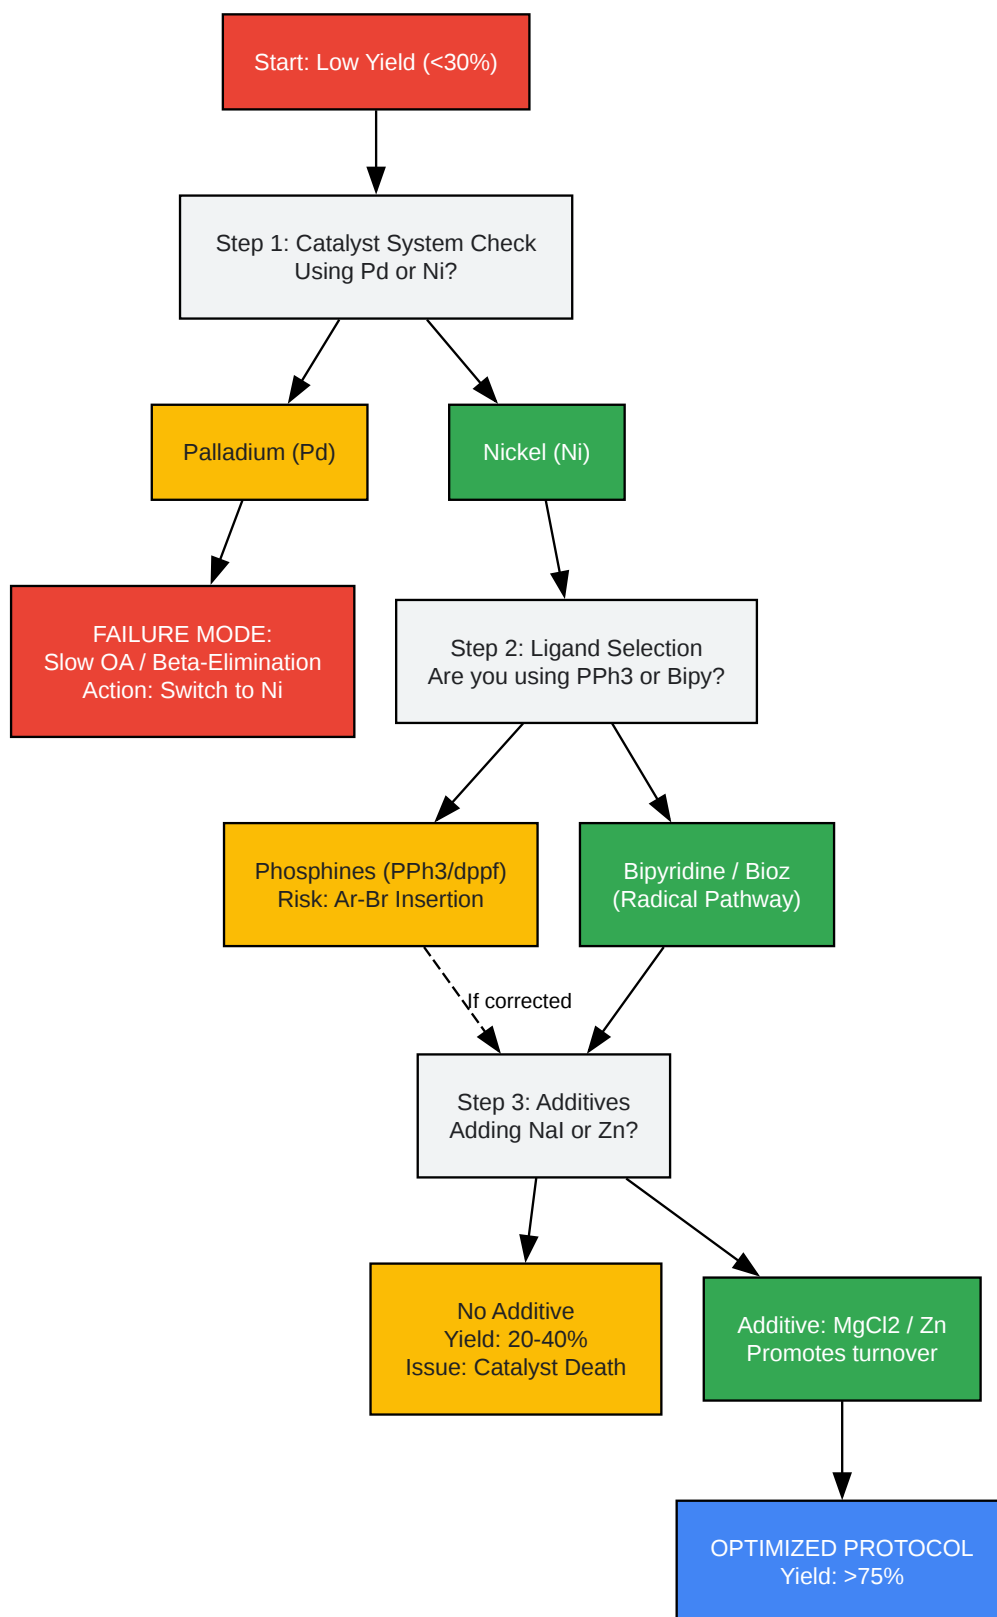 Start: Low Yield (<30%)
Step 1: Catalyst System Check
Using Pd or Ni?
Palladium (Pd)
Nickel (Ni)
FAILURE MODE:
Slow OA / Beta-Elimination
Action: Switch to Ni
Step 2: Ligand Selection
Are you using PPh3 or Bipy?
Phosphines (PPh3/dppf)
Risk: Ar-Br Insertion
Bipyridine / Bioz
(Radical Pathway)
If corrected
Step 3: Additives
Adding NaI or Zn?
No Additive
Yield: 20-40%
Issue: Catalyst Death
Additive: MgCl2 / Zn
Promotes turnover
OPTIMIZED PROTOCOL
Yield: >75%